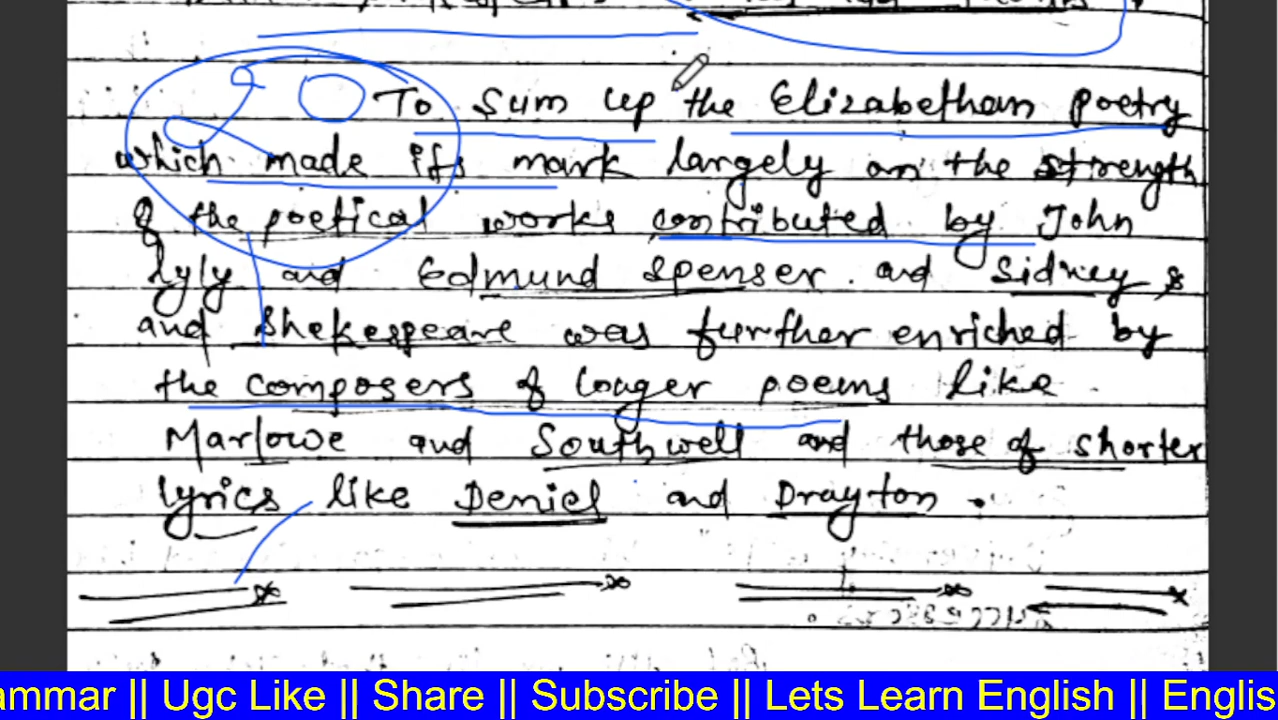 20 To sum up the Elizabethan poetry
which made its mark largely on the strength
of the poetical works contributed by John
Lyly and Edmund Spenser. and Sidney,
and Shekespeare was further enriched by
the composers of longer poems like
Marlowe and Southwell and those of shorter
lyrics like Deniel and Drayton.
ammar || Ugc Like || Share || Subscribe || Lets Learn English || Englis